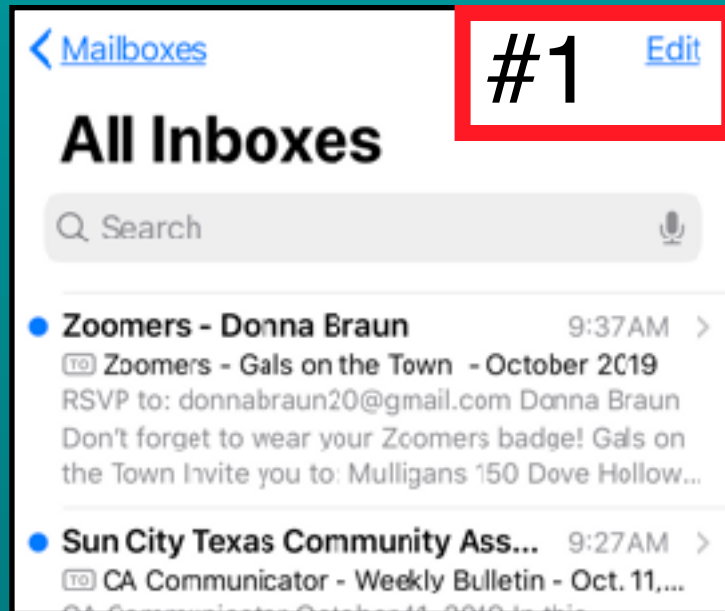 Mailboxes
#1
Edit
All Inboxes
Search
Zoomers - Donna Braun 9:37AM
TO Zoomers - Gals on the Town - October 2019
RSVP to: donnabraun20@gmail.com Donna Braun
Don't forget to wear your Zoomers badge! Gals on
the Town Invite you to: Mulligans 150 Dove Hollow...
Sun City Texas Community Ass... 9:27AM
TO CA Communicator - Weekly Bulletin - Oct. 11,...